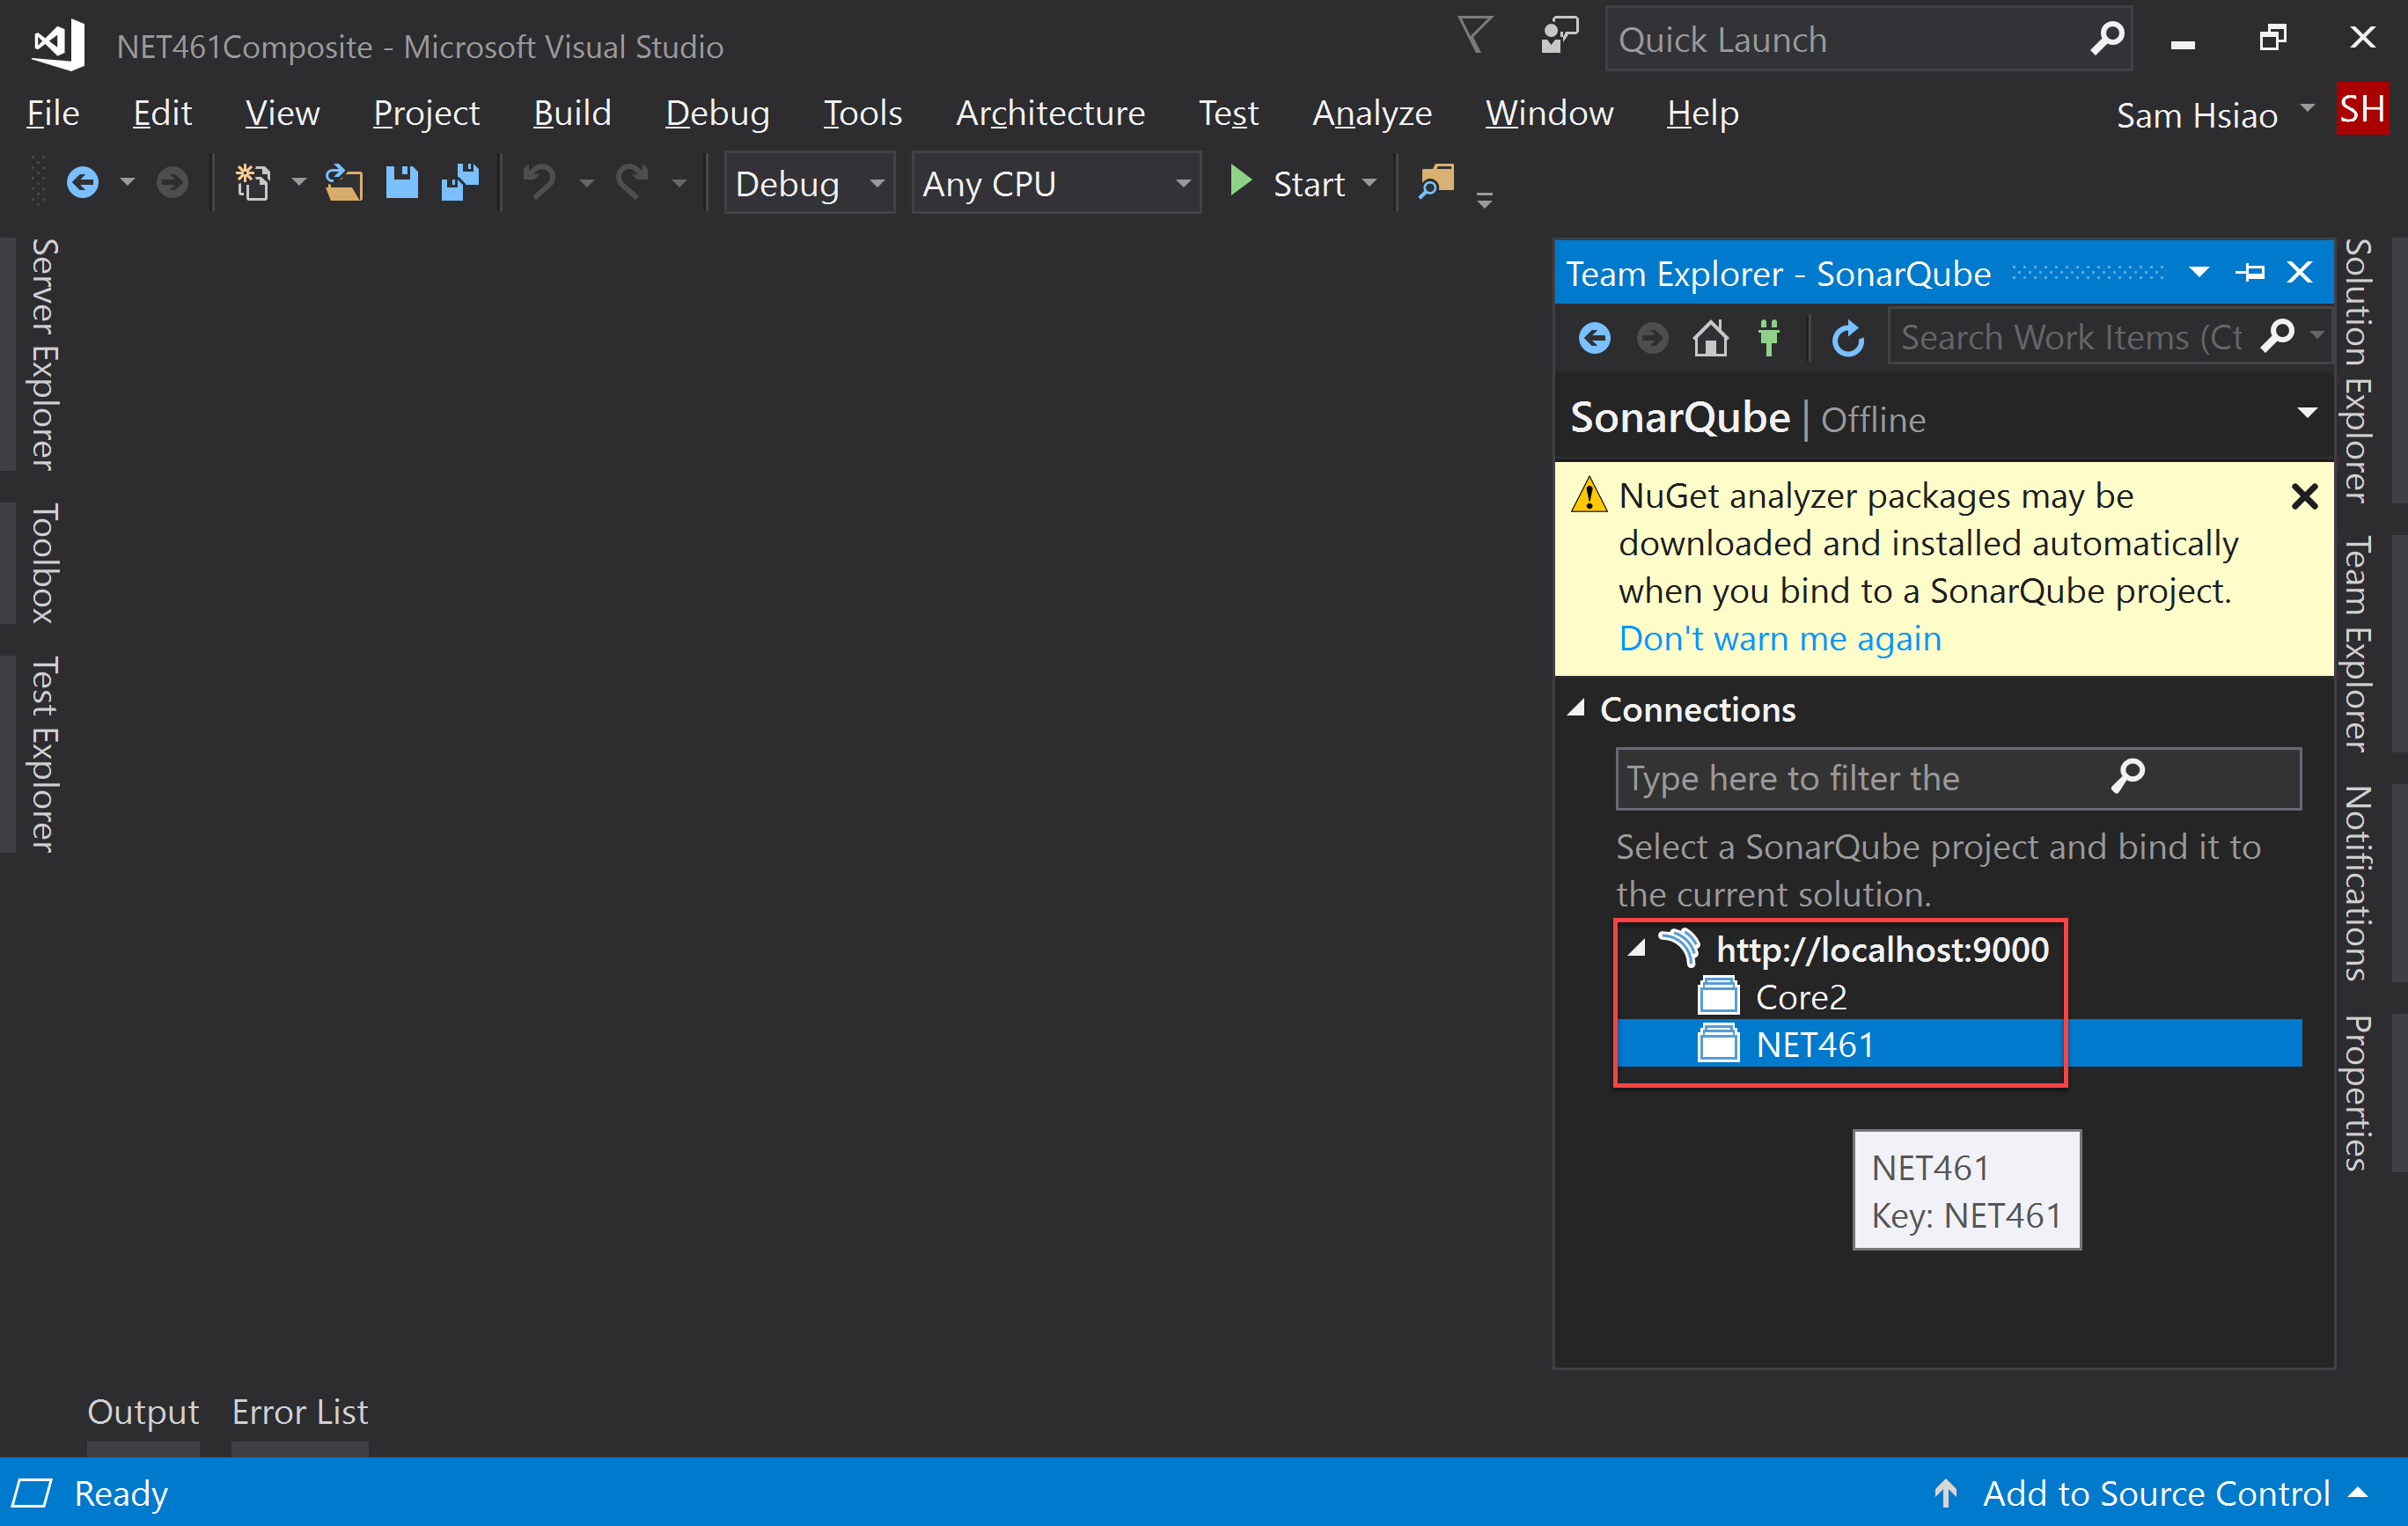 NET461Composite - Microsoft Visual Studio
Quick Launch
File Edit View Project Build Debug Tools Architecture Test Analyze Window Help
Sam Hsiao
SH
Debug
Any CPU
Start
Server Explorer
Toolbox
Test Explorer
Team Explorer - SonarQube
Search Work Items (Ct
SonarQube | Offline
NuGet analyzer packages may be
downloaded and installed automatically
when you bind to a SonarQube project.
Don't warn me again
Connections
Type here to filter the
Select a SonarQube project and bind it to
the current solution.
http://localhost:9000
Core2
NET461
NET461
Key: NET461
Solution Explorer
Team Explorer
Notifications
Properties
Output Error List
Ready
Add to Source Control